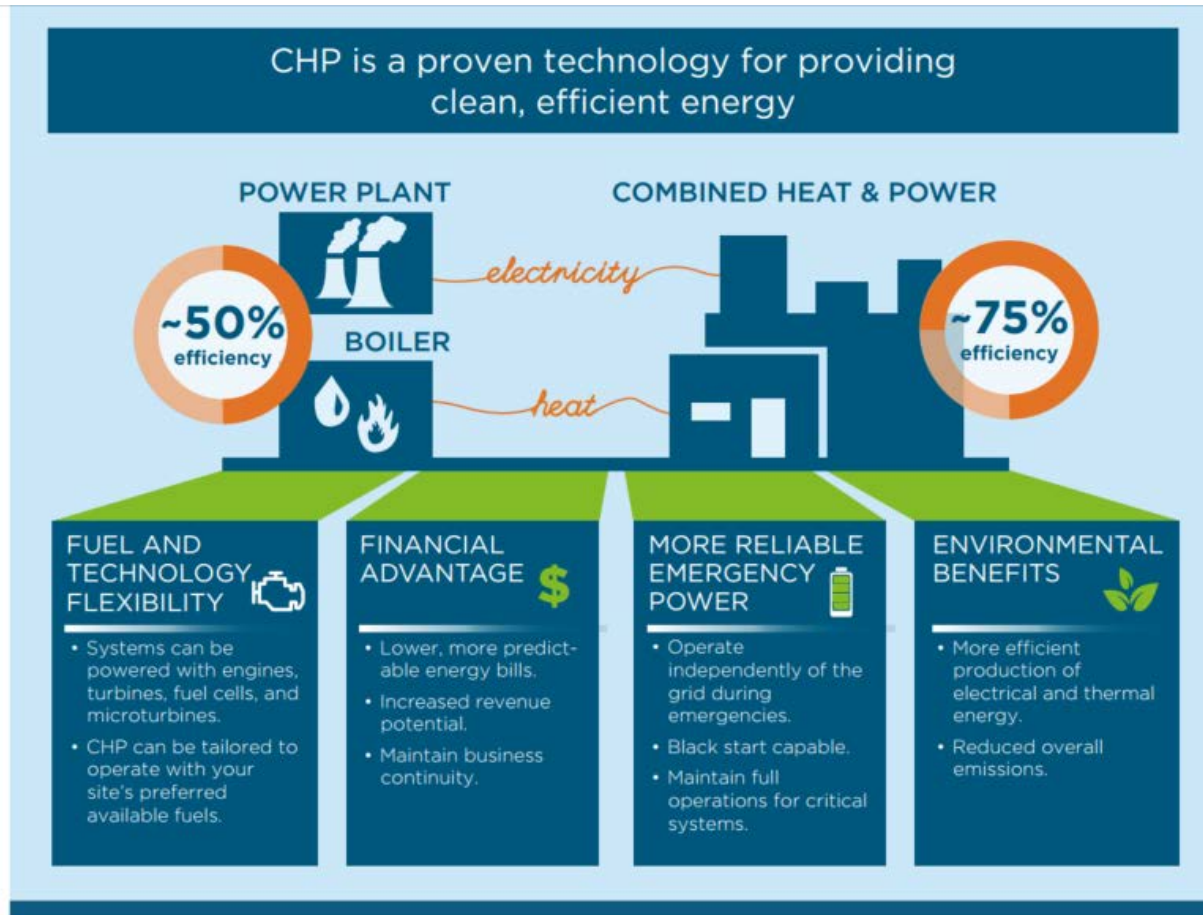 CHP is a proven technology for providing
clean, efficient energy
POWER PLANT
COMBINED HEAT & POWER
~50%
efficiency
electricity
~75%
efficiency
BOILER
heat
FUEL AND
TECHNOLOGY
FLEXIBILITY
• Systems can be
powered with engines,
turbines, fuel cells, and
microturbines.
• CHP can be tailored to
operate with your
site's preferred
available fuels.
FINANCIAL
ADVANTAGE
$
• Lower, more predict-
able energy bills.
• Increased revenue
potential.
• Maintain business
continuity.
MORE RELIABLE
EMERGENCY
POWER
• Operate
independently of the
grid during
emergencies.
• Black start capable.
• Maintain full
operations for critical
systems.
ENVIRONMENTAL
BENEFITS
• More efficient
production of
electrical and thermal
energy.
• Reduced overall
emissions.